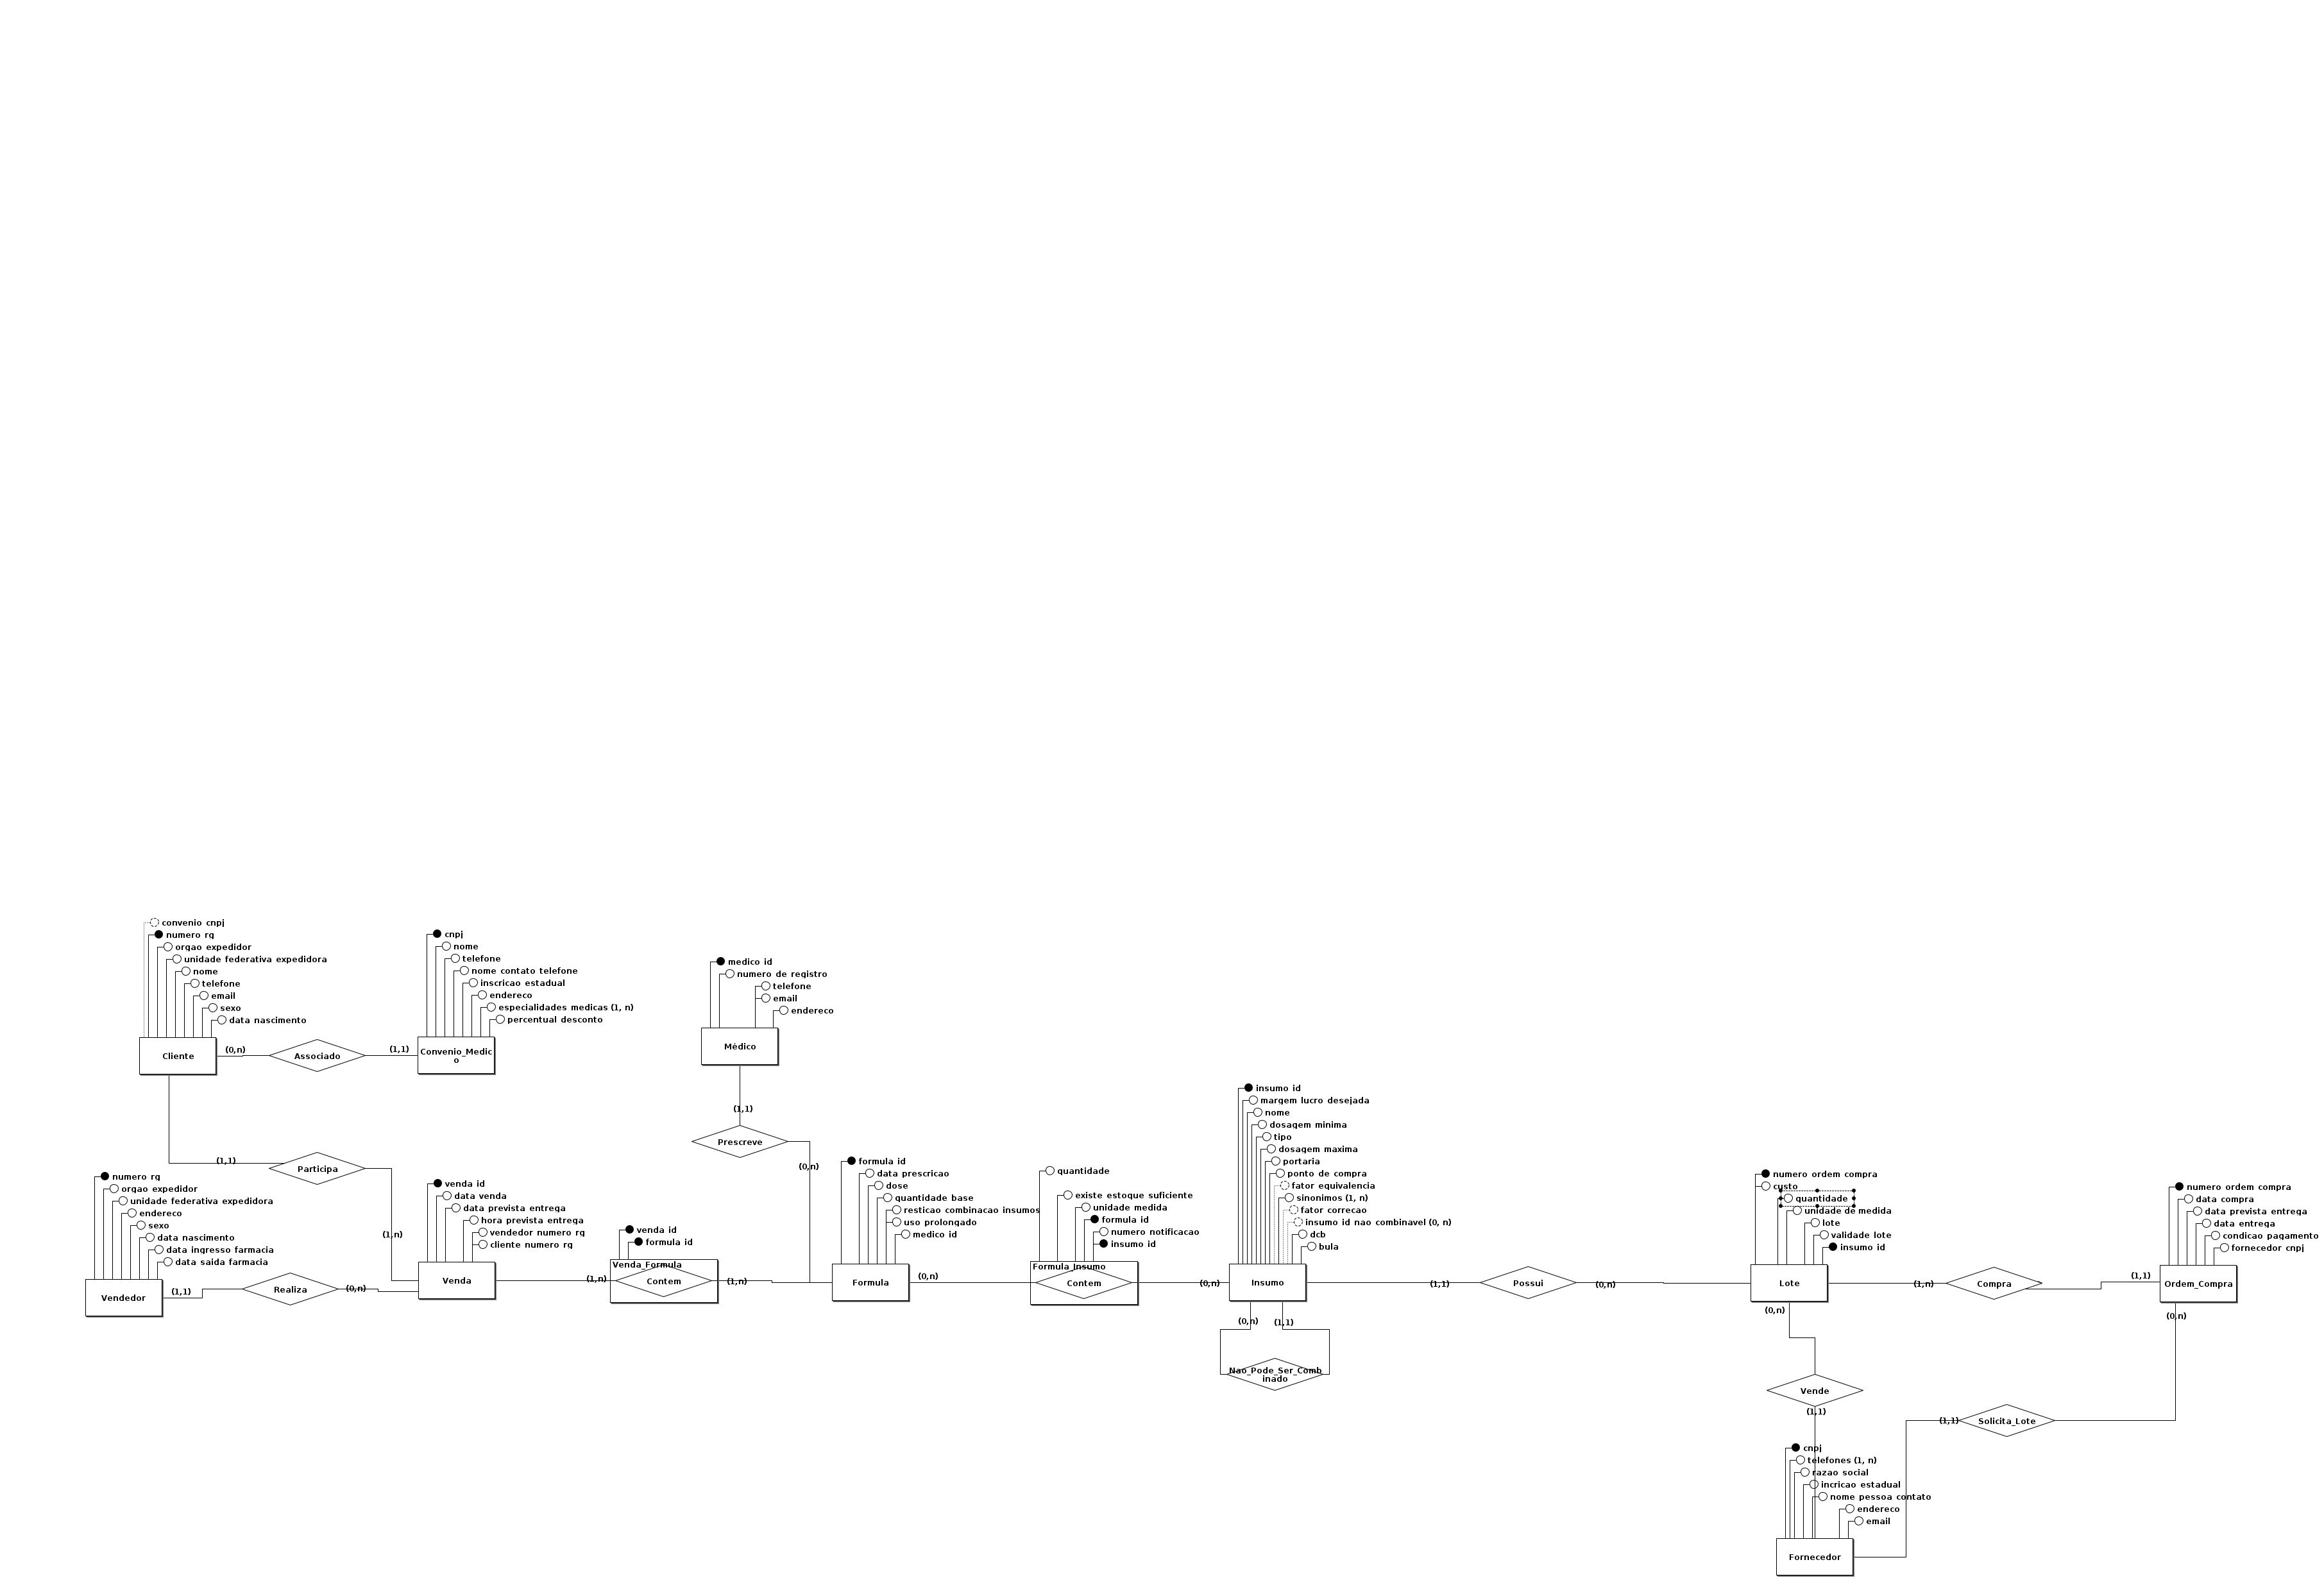 convenio cnpj
numero rg
orgao expedidor
unidade federativa expedidora
nome
telefone
email
sexo
data nascimento
Cliente
(0,n)
Associado
(1,1)
cnpj
nome
telefone
nome contato telefone
inscricao estadual
endereco
especialidades medicas (1, n)
percentual desconto
Convenio_Medic
o
medico id
numero de registro
telefone
email
endereco
Médico
(1,1)
Prescreve
(0,n)
(1,1)
Participa
(1,n)
numero rg
orgao expedidor
unidade federativa expedidora
endereco
sexo
data nascimento
data ingresso farmacia
data saida farmacia
Vendedor
(1,1)
Realiza
(0,n)
venda id
data venda
data prevista entrega
hora prevista entrega
vendedor numero rg
cliente numero rg
Venda
(1,n)
venda id
formula id
Venda_Formula
Contem
(1,n)
formula id
data prescricao
dose
quantidade base
resticao combinacao insumos
uso prolongado
medico id
Formula
(0,n)
quantidade
existe estoque suficiente
unidade medida
formula id
numero notificacao
insumo id
Formula_Insumo
Contem
(0,n)
insumo id
margem lucro desejada
nome
dosagem minima
tipo
dosagem maxima
portaria
ponto de compra
fator equivalencia
sinonimos (1, n)
fator correcao
insumo id nao combinavel (0, n)
dcb
bula
Insumo
(0,n)
(1,1)
Nao_Pode_Ser_Comb
inado
(1,1)
Possui
(0,n)
numero ordem compra
custo
quantidade
unidade de medida
lote
validade lote
insumo id
Lote
(0,n)
(1,n)
Compra
(1,1)
numero ordem compra
data compra
data prevista entrega
data entrega
condicao pagamento
fornecedor cnpj
Ordem_Compra
(0,n)
Vende
(1,1)
(1,1)
Solicita_Lote
cnpj
telefones (1, n)
razao social
incricao estadual
nome pessoa contato
endereco
email
Fornecedor